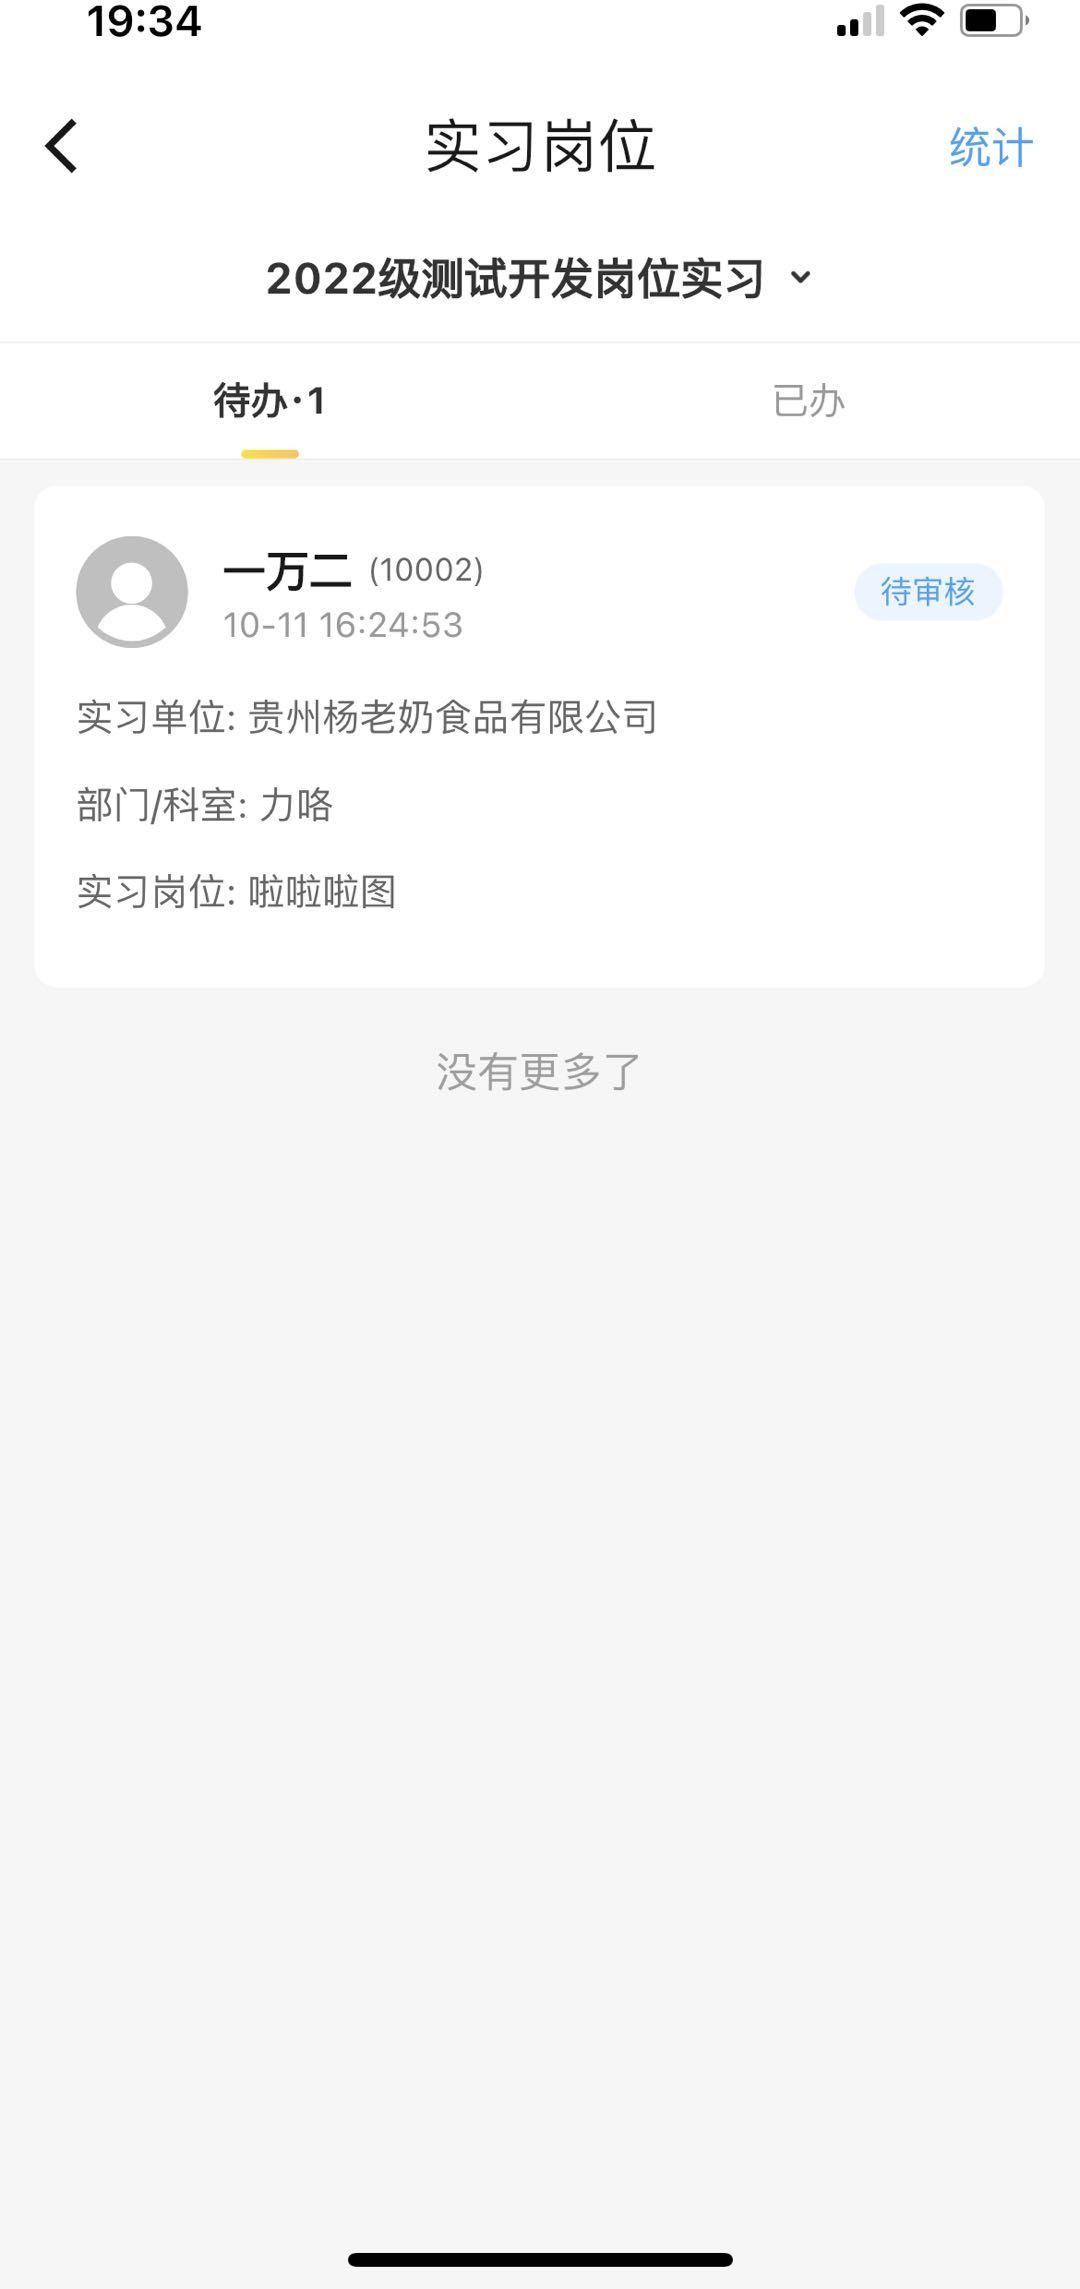 19:34
实习岗位
统计
2022级测试开发岗位实习
待办·1
已办
一万二 (10002)
10-11 16:24:53
待审核
实习单位: 贵州杨老奶食品有限公司
部门/科室: 力咯
实习岗位: 啦啦啦图
没有更多了